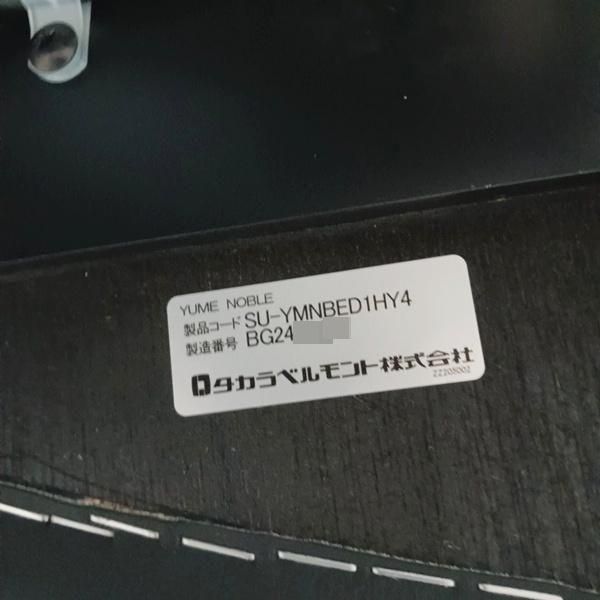 YUME NOBLE
製品コード SU-YMNBED1HY4
製造番号 BG24
タカラベルモント株式会社
ZZ205002